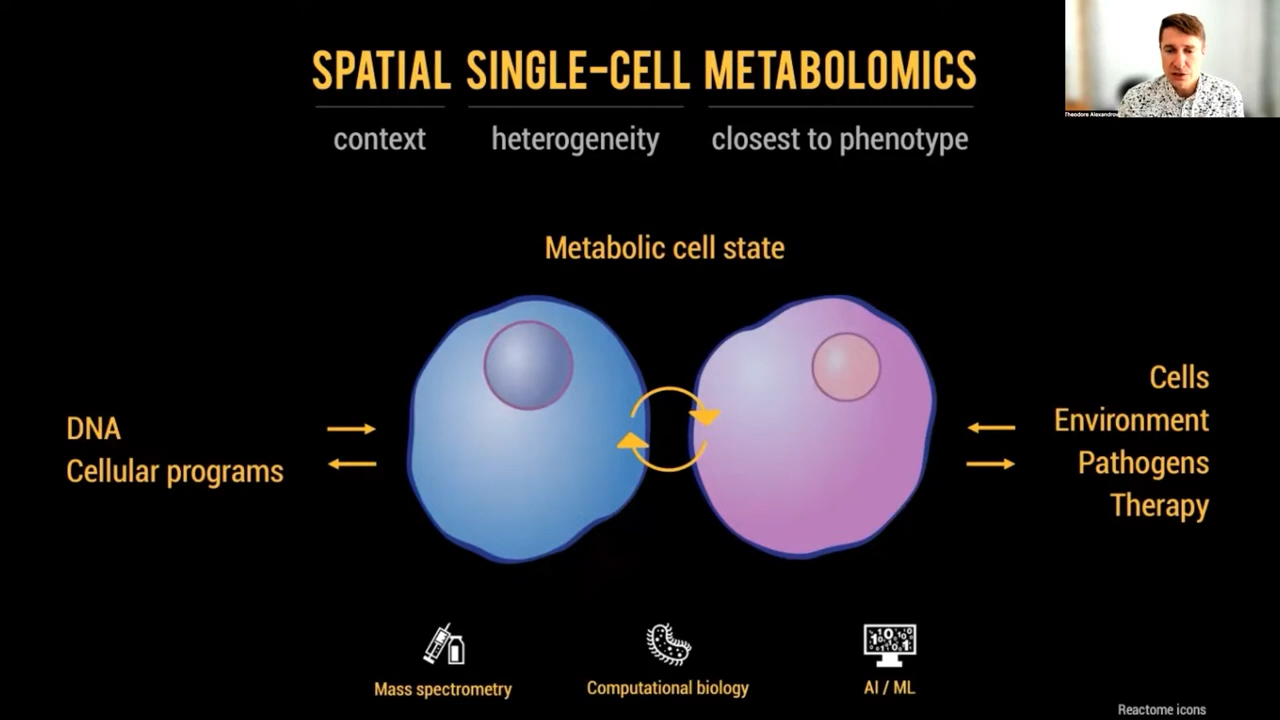 SPATIAL SINGLE-CELL METABOLOMICS
context heterogeneity closest to phenotype
Theodore Alexandrov
Metabolic cell state
DNA
Cellular programs
Cells
Environment
Pathogens
Therapy
Mass spectrometry
Computational biology
AI / ML
Reactome icons